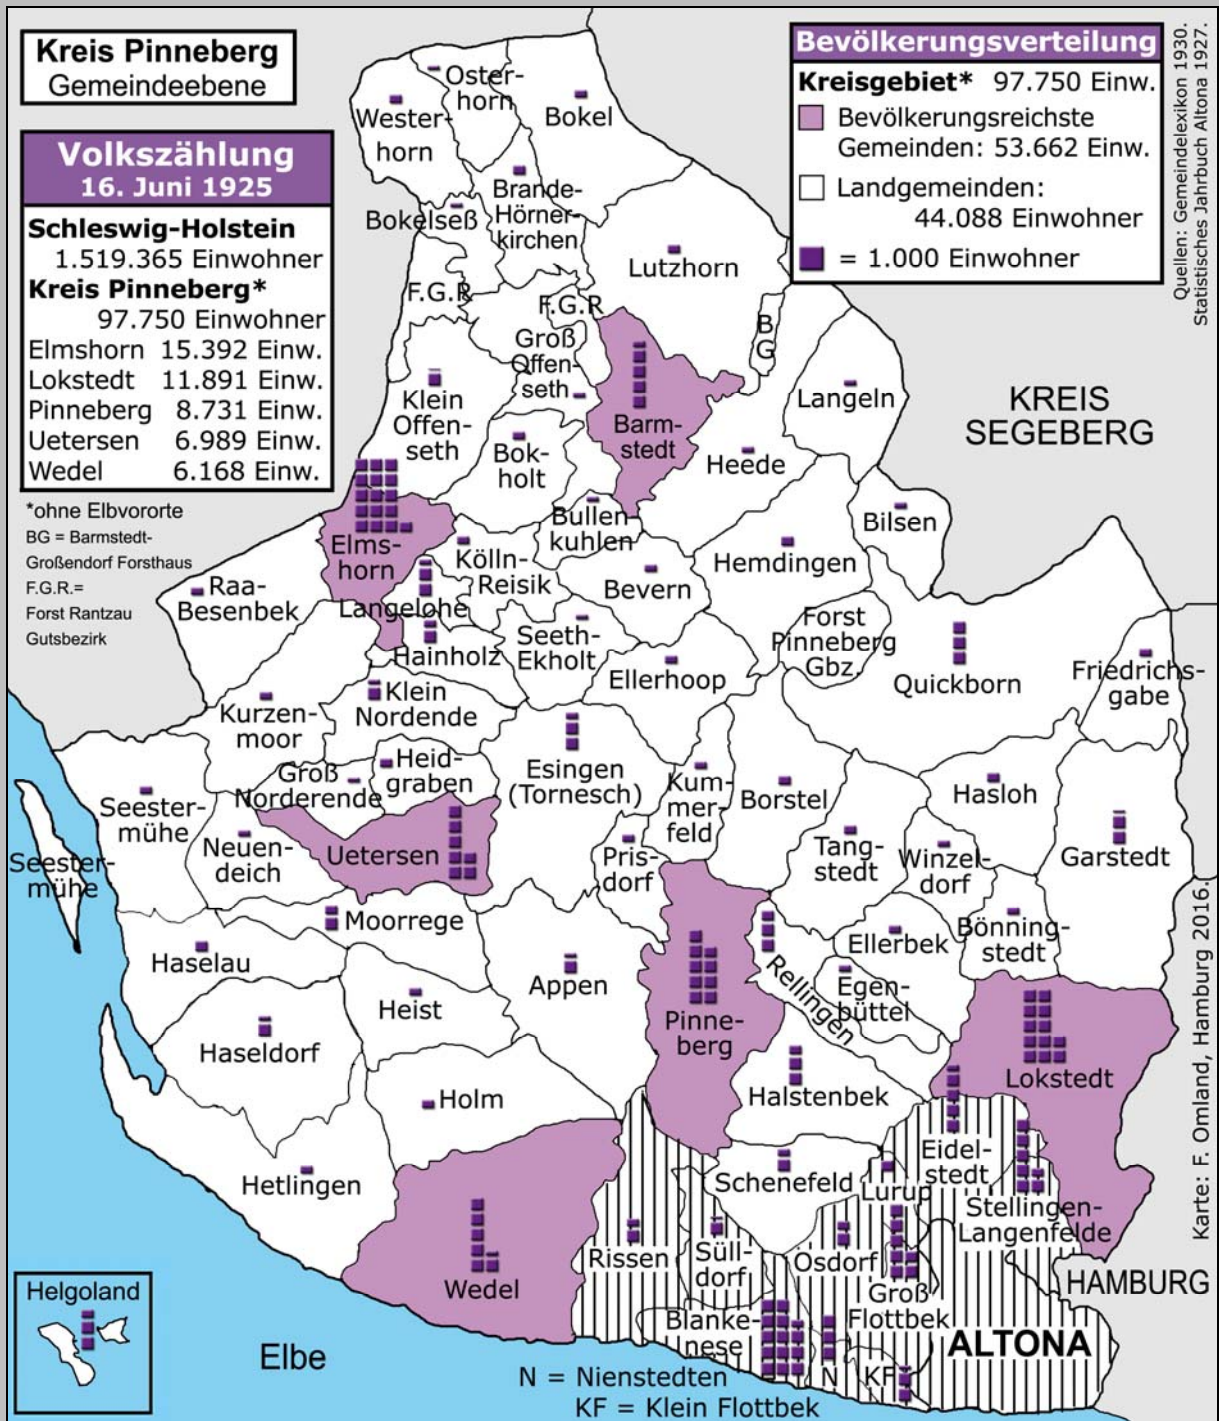 Kreis Pinneberg
Gemeindeebene
Volkszählung
16. Juni 1925
Schleswig-Holstein
1.519.365 Einwohner
Kreis Pinneberg*
97.750 Einwohner
Elmshorn 15.392 Einw.
Lokstedt 11.891 Einw.
Pinneberg 8.731 Einw.
Uetersen 6.989 Einw.
Wedel 6.168 Einw.
*ohne Elbvororte
BG = Barmstedt-
Großendorf Forsthaus
F.G.R.=
Forst Rantzau
Gutsbezirk
Bevölkerungsverteilung
Kreisgebiet* 97.750 Einw.
Bevölkerungsreichste
Gemeinden: 53.662 Einw.
Landgemeinden:
44.088 Einwohner
= 1.000 Einwohner
Quellen: Gemeindelexikon 1930.
Statistisches Jahrbuch Altona 1927.
Wester-
horn
Oster-
horn
Bokel
Brande-
Hörner-
kirchen
Bokelseß
Lutzhorn
F.G.R
F.G.R
B
G
Groß
Offen-
seth
Klein
Offen-
seth
Barm-
stedt
Langeln
KREIS
SEGEBERG
Bok-
holt
Heede
Bullen-
kuhlen
Bilsen
Elms-
horn
Kölln-
Reisik
Hemdingen
Bevern
Raa-
Besenbek
Langelohe
Hainholz
Seeth-
Ekholt
Forst
Pinneberg
Gbz.
Ellerhoop
Quickborn
Friedrichs-
gabe
Klein
Nordende
Kurzen-
moor
Heid-
graben
Groß
Norderende
Esingen
(Tornesch)
Kum-
mer-
feld
Borstel
Hasloh
Seester-
mühe
Seester-
mühe
Neuen-
deich
Uetersen
Pris-
dorf
Tang-
stedt
Winzel-
dorf
Garstedt
Moorrege
Haselau
Ellerbek
Bönning-
stedt
Appen
Rellingen
Egen-
büttel
Heist
Haseldorf
Pinne-
berg
Halstenbek
Lokstedt
Holm
Hetlingen
Schenefeld
Eidel-
stedt
Lurup
Stellingen-
Langenfelde
Wedel
Rissen
Süll-
dorf
Osdorf
Groß
Flottbek
HAMBURG
Blanke-
nese
N
KF
ALTONA
Helgoland
Elbe
N = Nienstedten
KF = Klein Flottbek
Karte: F. Omland, Hamburg 2016.